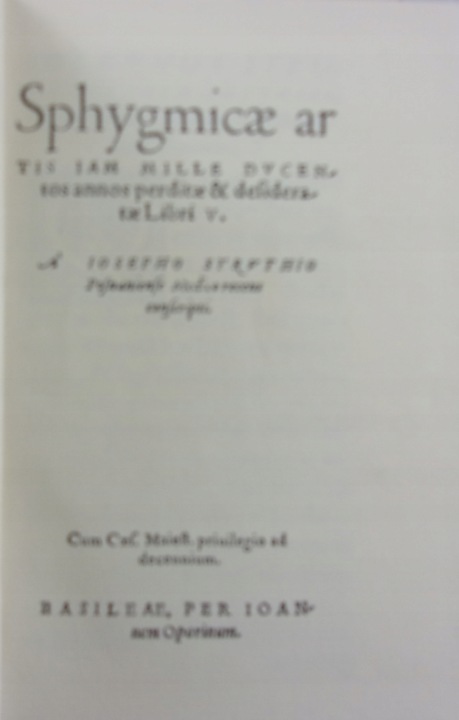 Sphygmicæ ar
TIS IAM MILLE DVCEN-
tos annos perditæ & desidera-
tæ Libri V.
A IOSEPHO STRVTHIO
Posnaniensi Medico recens
conscripti.
Cum Cæs. Maiest. priuilegio ad
decennium.
BASILEAE, PER IOAN-
nem Oporinum.